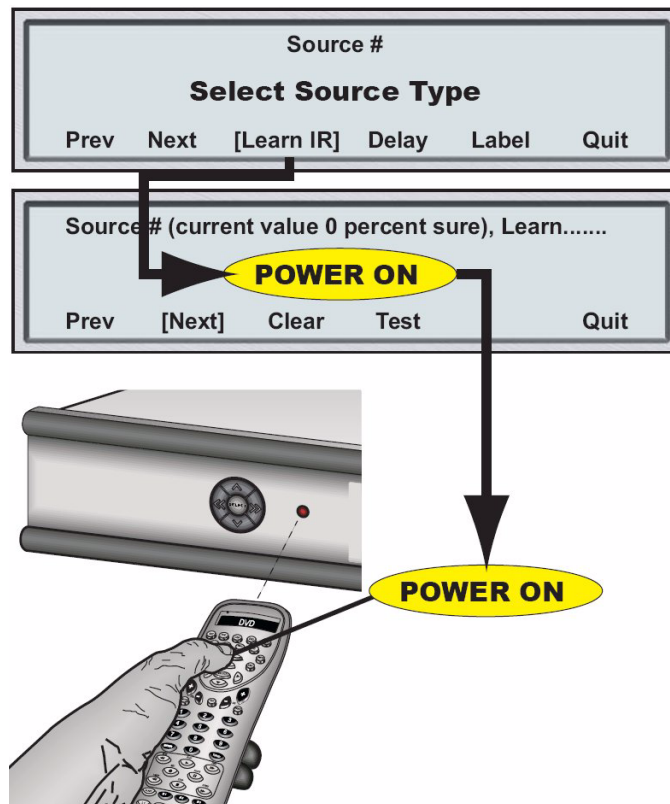 Source #
Select Source Type
Prev Next [Learn IR] Delay Label Quit
Source # (current value 0 percent sure), Learn.......
POWER ON
Prev [Next] Clear Test Quit
POWER ON
DVD